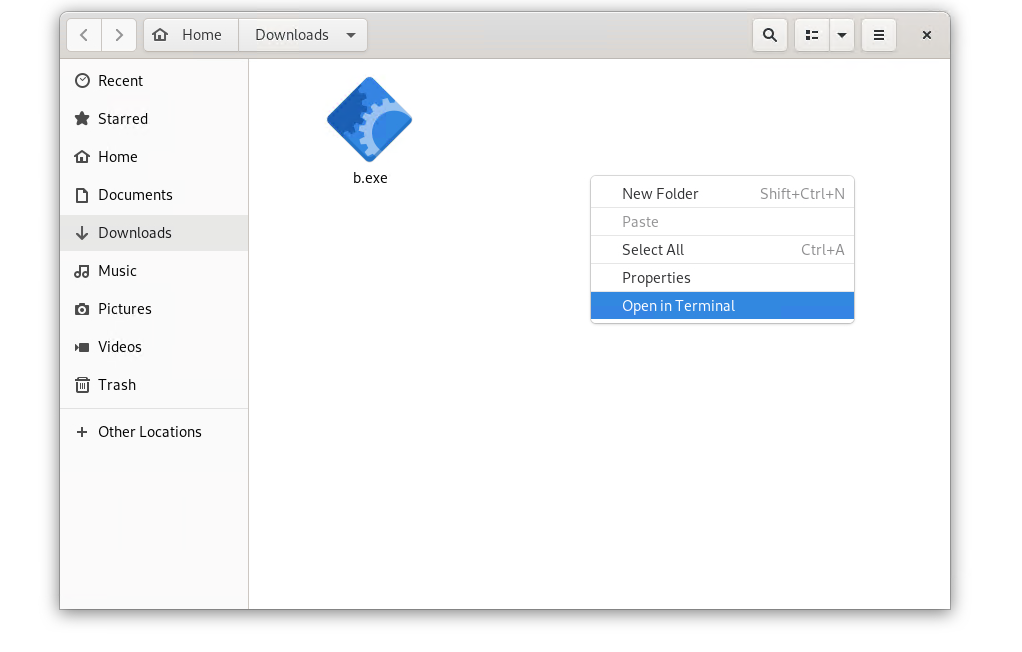 Home Downloads
Recent
Starred
Home
Documents
Downloads
Music
Pictures
Videos
Trash
Other Locations
b.exe
New Folder Shift+Ctrl+N
Paste
Select All Ctrl+A
Properties
Open in Terminal